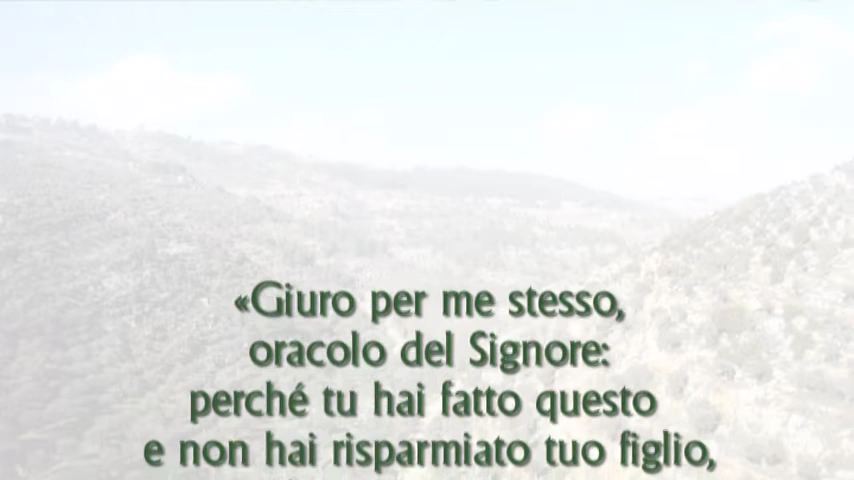 «Giuro per me stesso,
oracolo del Signore:
perché tu hai fatto questo
e non hai risparmiato tuo figlio,